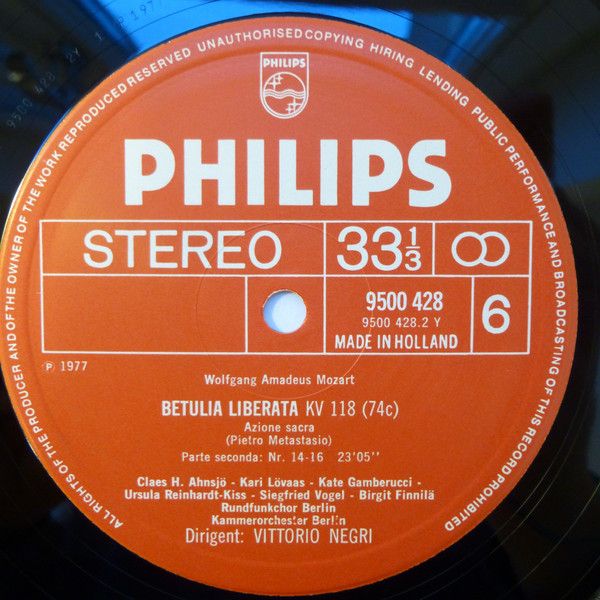 ALL RIGHTS OF THE PRODUCER AND OF THE OWNER OF THE WORK REPRODUCED RESERVED UNAUTHORISED COPYING HIRING LENDING PUBLIC PERFORMANCE AND BROADCASTING OF THIS RECORD PROHIBITED
PHILIPS
PHILIPS
STEREO 33⅓
9500 428
9500 428.2 Y
MADE IN HOLLAND
6
Ⓟ 1977
Wolfgang Amadeus Mozart
BETULIA LIBERATA KV 118 (74c)
Azione sacra
(Pietro Metastasio)
Parte seconda: Nr. 14-16 23'05"
Claes H. Ahnsjö - Kari Lövaas - Kate Gamberucci -
Ursula Reinhardt-Kiss - Siegfried Vogel - Birgit Finnilä
Rundfunkchor Berlin
Kammerorchester Berlin
Dirigent: VITTORIO NEGRI